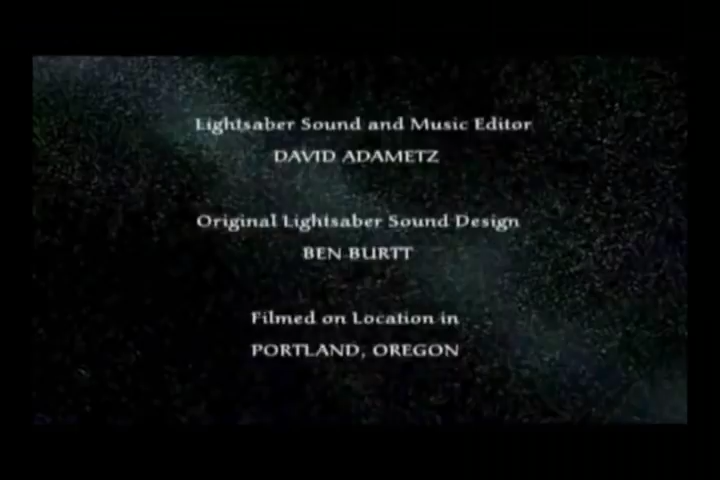 Lightsaber Sound and Music Editor
DAVID ADAMETZ
Original Lightsaber Sound Design
BEN BURTT
Filmed on Location in
PORTLAND, OREGON